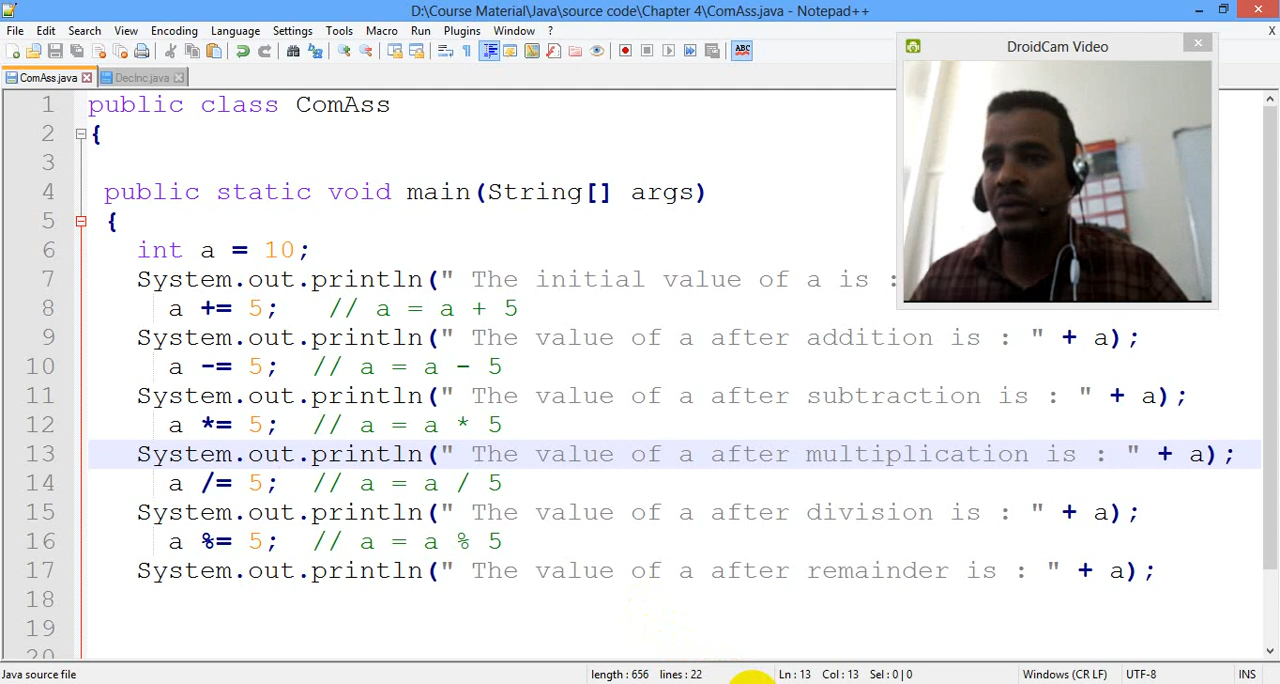 D:\Course Material\Java\source code\Chapter 4\ComAss.java - Notepad++
File Edit Search View Encoding Language Settings Tools Macro Run Plugins Window ? X
ABC
DroidCam Video
ComAss.java DecInc.java
1 public class ComAss
2 {
3
4 public static void main(String[] args)
5 {
6 int a = 10;
7 System.out.println(" The initial value of a is :
8 a += 5; // a = a + 5
9 System.out.println(" The value of a after addition is : " + a);
10 a -= 5; // a = a - 5
11 System.out.println(" The value of a after subtraction is : " + a);
12 a *= 5; // a = a * 5
13 System.out.println(" The value of a after multiplication is : " + a);
14 a /= 5; // a = a / 5
15 System.out.println(" The value of a after division is : " + a);
16 a %= 5; // a = a % 5
17 System.out.println(" The value of a after remainder is : " + a);
18
19
20
Java source file length : 656 lines : 22 Ln : 13 Col : 13 Sel : 0 | 0 Windows (CR LF) UTF-8 INS